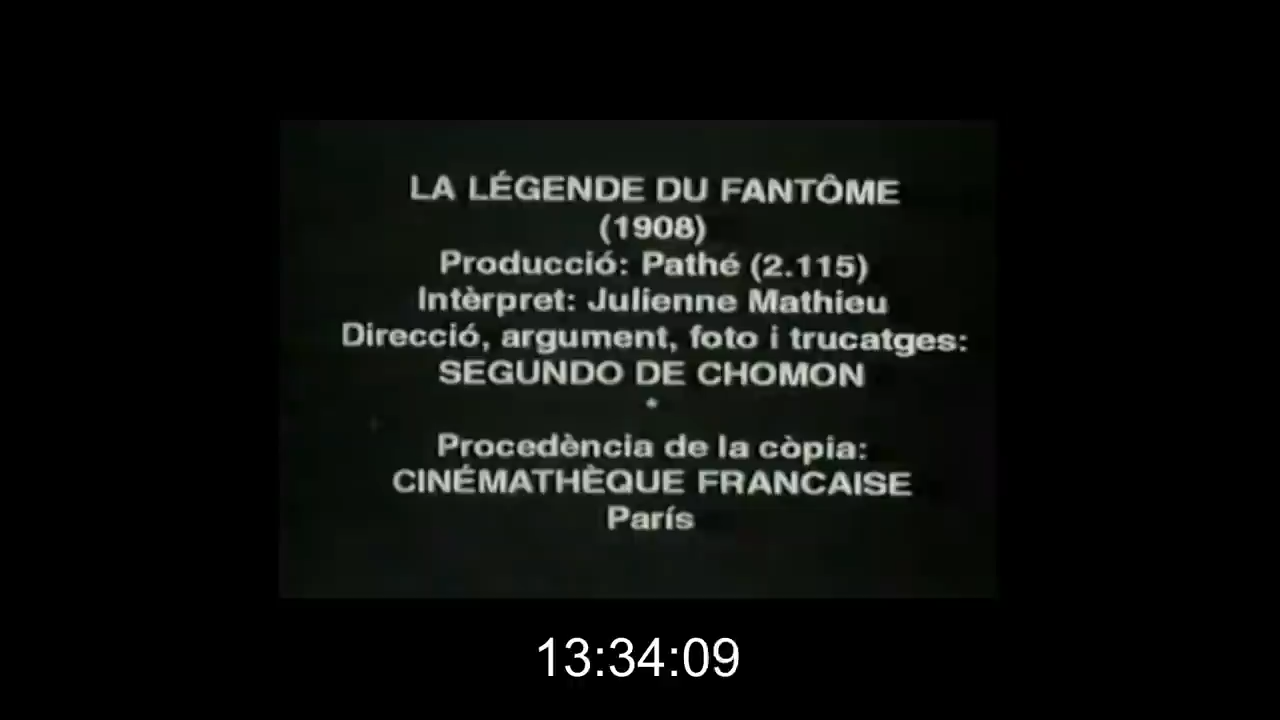 LA LÉGENDE DU FANTÔME
(1908)
Producció: Pathé (2.115)
Intèrpret: Julienne Mathieu
Direcció, argument, foto i trucatges:
SEGUNDO DE CHOMON
*
Procedència de la còpia:
CINÉMATHÈQUE FRANCAISE
París
13:34:09